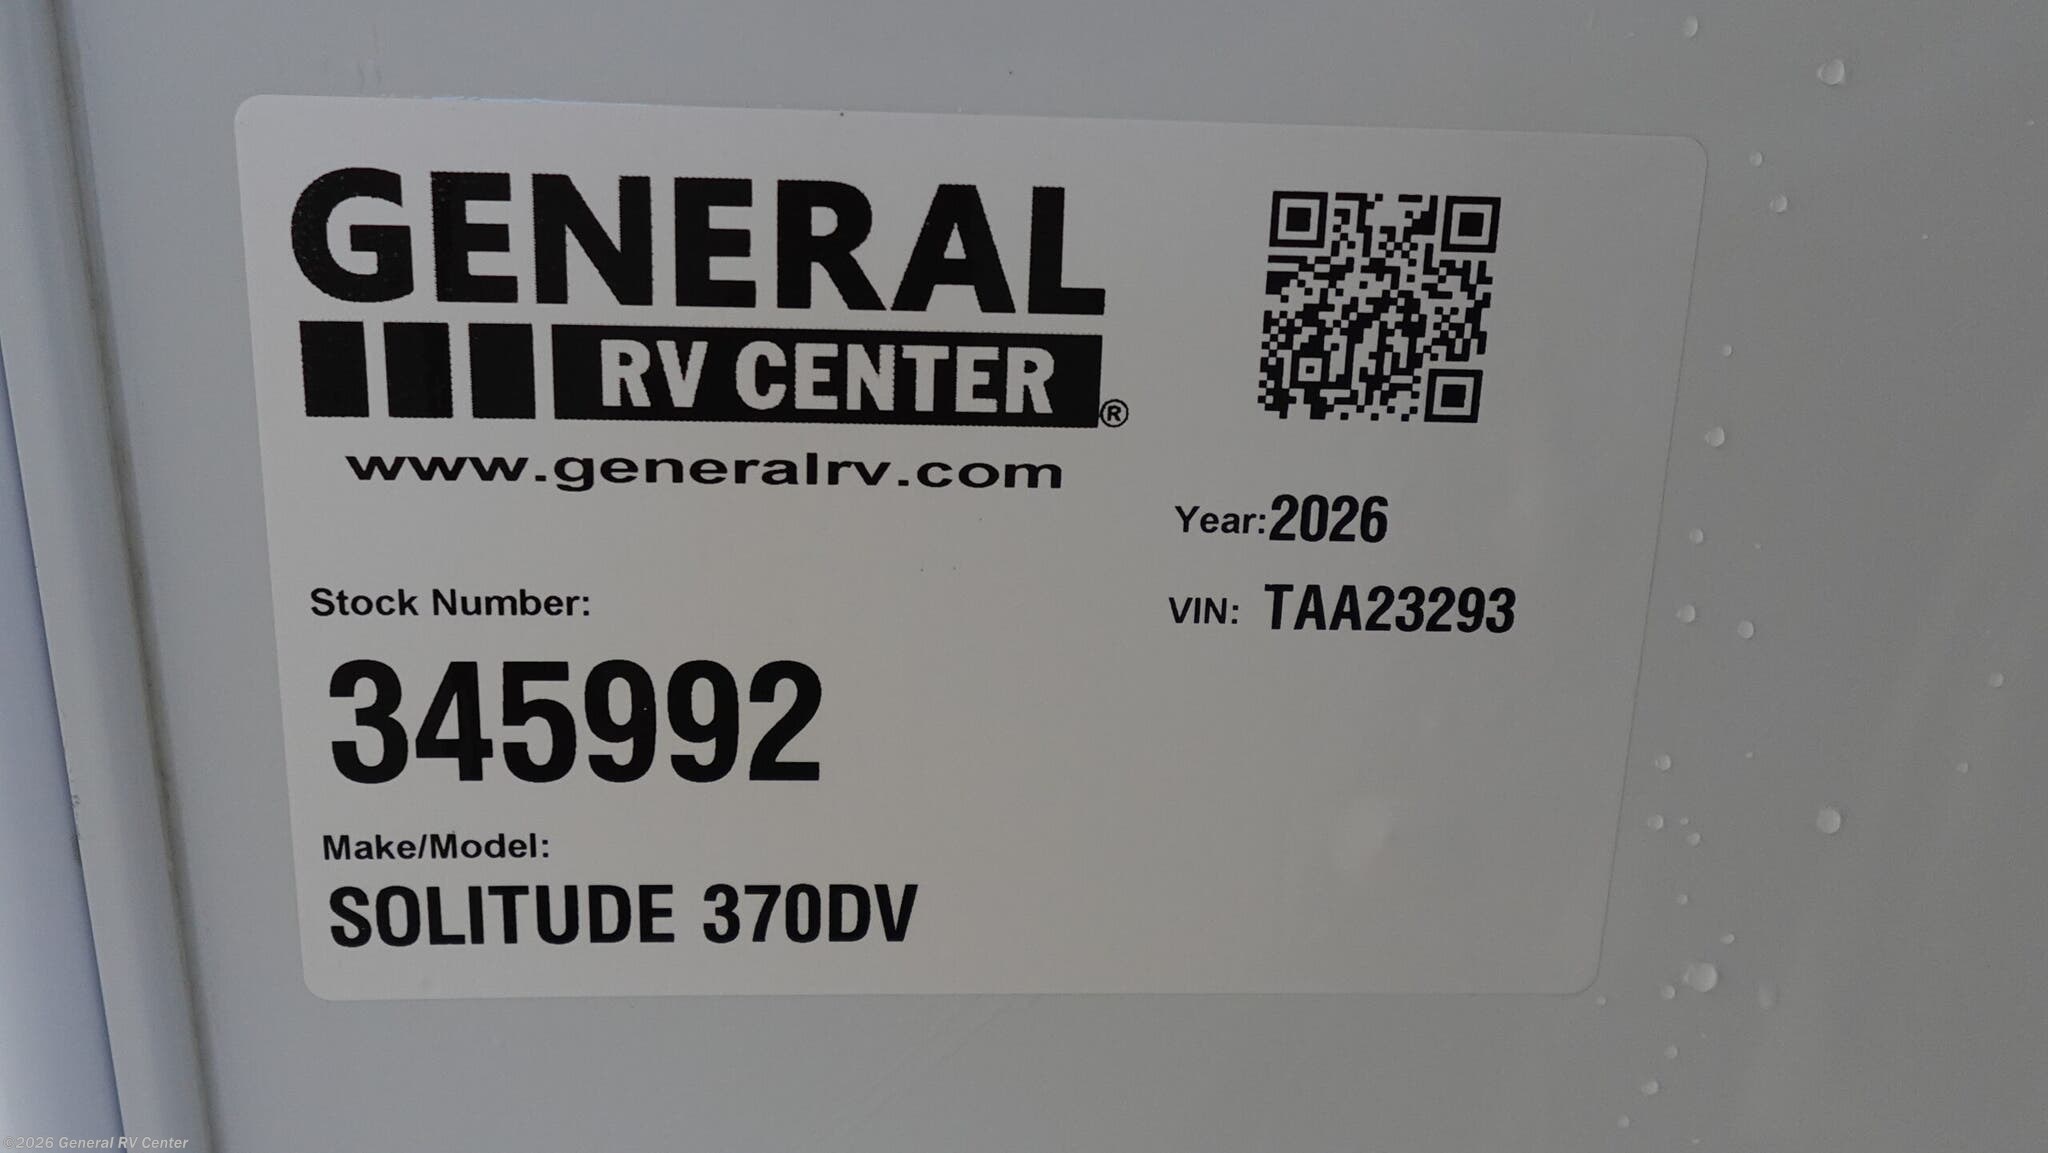 GENERAL
RV CENTER®
www.generalrv.com
Year:2026
VIN: TAA23293
Stock Number:
345992
Make/Model:
SOLITUDE 370DV
©2026 General RV Center